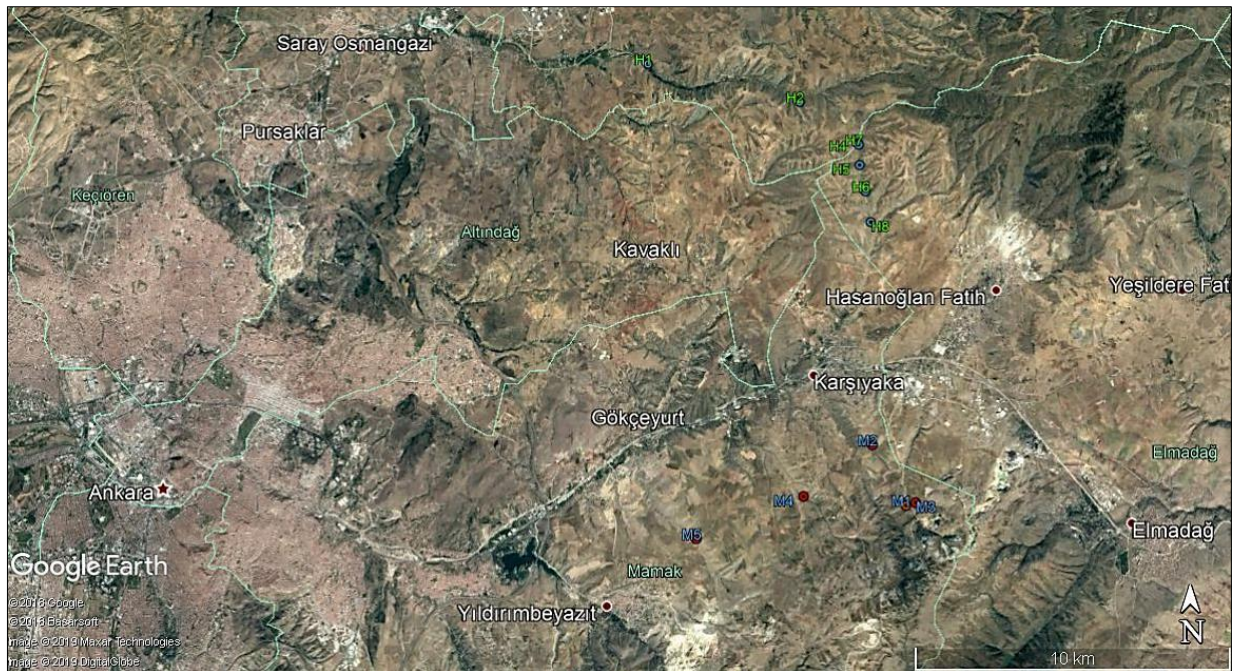 Saray Osmangazi
H1
H2
Pursaklar
H4
H7
H5
Keçiören
H6
Altındağ
H8
Kavaklı
Hasanoğlan Fatih
Yeşildere Fat
Karşıyaka
Gökçeyurt
M2
Elmadağ
Ankara
M4
M1
M3
Elmadağ
M5
Google Earth
Mamak
© 2018 Google
© 2018 Basarsoft
Yıldırımbeyazıt
Image © 2019 Maxar Technologies
Image © 2019 DigitalGlobe
10 km
N